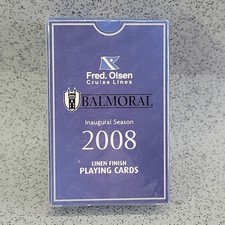 Fred. Olsen
Cruise Lines
BALMORAL
Inaugural Season
2008
LINEN FINISH
PLAYING CARDS